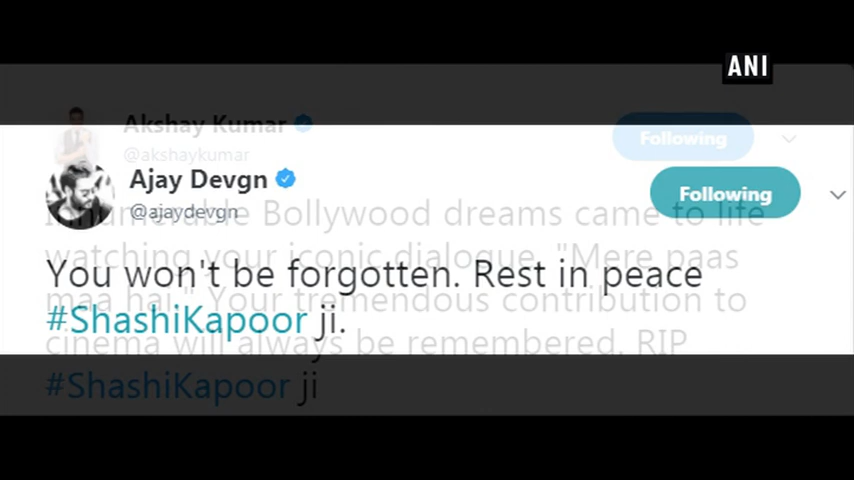 ANI
Akshay Kumar
@akshaykumar
Following
Ajay Devgn
@ajaydevgn
Following
Innumerable Bollywood dreams came to life
watching your iconic dialogue, "Mere paas
maa hai." Your tremendous contribution to
cinema will always be remembered. RIP
#ShashiKapoor ji
You won't be forgotten. Rest in peace
#ShashiKapoor ji.